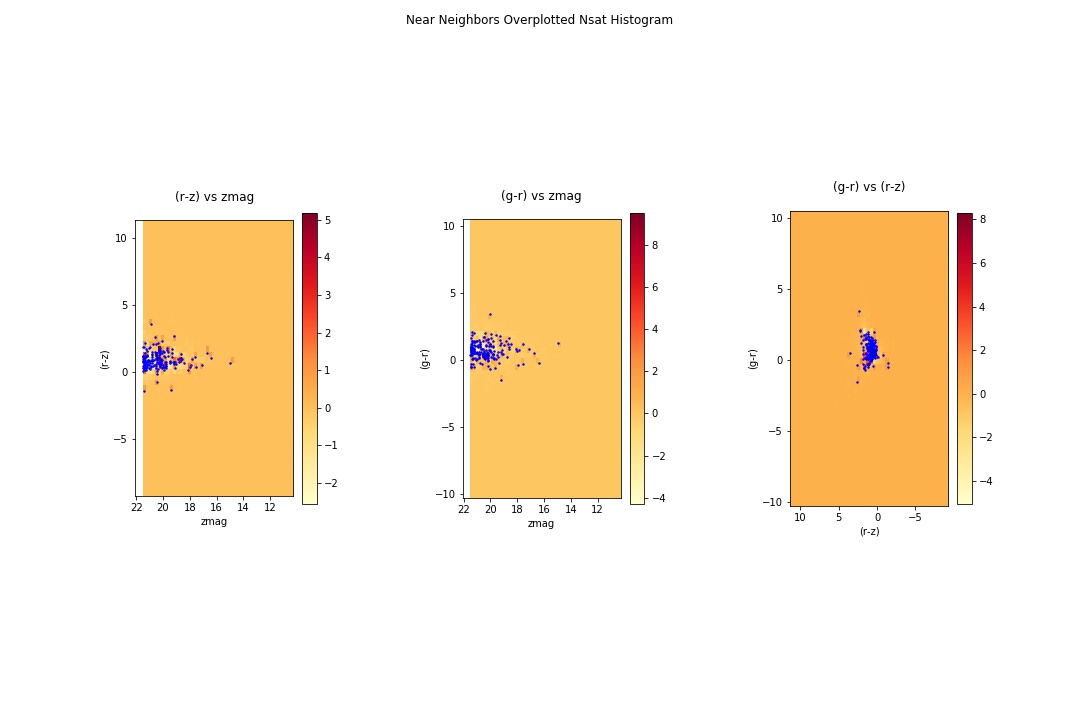 Near Neighbors Overplotted Nsat Histogram
(r-z) vs zmag
(r-z)
10
5
0
−5
22 20 18 16 14 12
zmag
5
4
3
2
1
0
−1
−2
(g-r) vs zmag
(g-r)
10
5
0
−5
−10
22 20 18 16 14 12
zmag
8
6
4
2
0
−2
−4
(g-r) vs (r-z)
(g-r)
10
5
0
−5
−10
10 5 0 −5
(r-z)
8
6
4
2
0
−2
−4